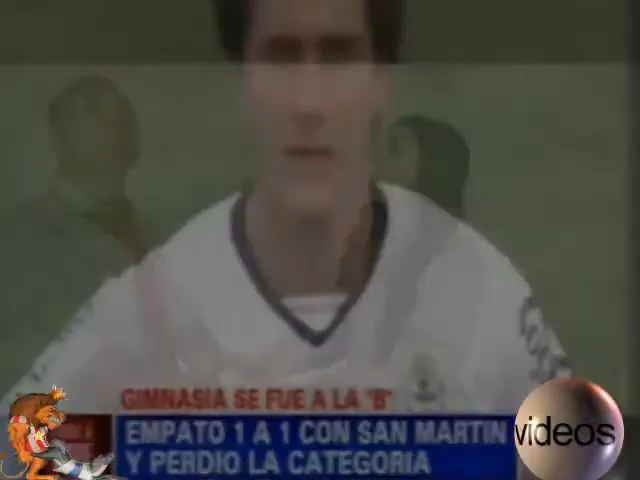 GIMNASIA SE FUE A LA "B"
EMPATO 1 A 1 CON SAN MARTIN
Y PERDIO LA CATEGORIA
videos